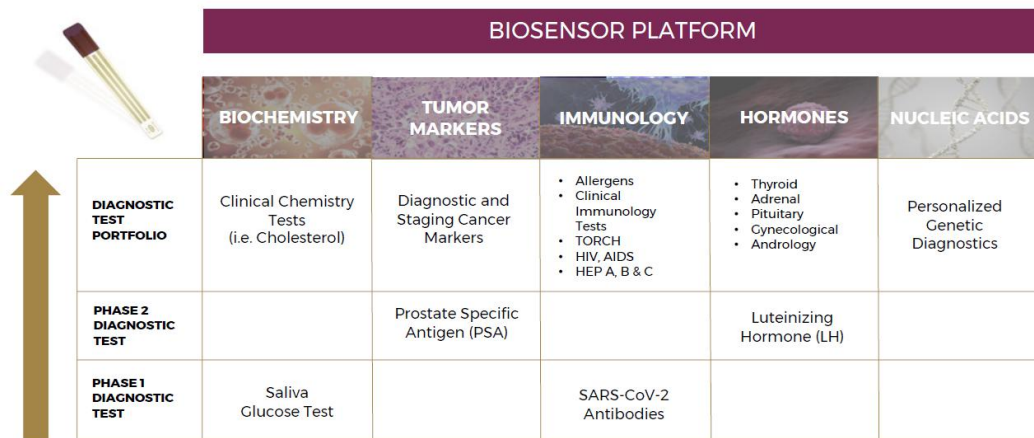 BIOSENSOR PLATFORM
BIOCHEMISTRY
TUMOR
MARKERS
IMMUNOLOGY
HORMONES
NUCLEIC ACIDS
DIAGNOSTIC
TEST
PORTFOLIO
Clinical Chemistry
Tests
(i.e. Cholesterol)
Diagnostic and
Staging Cancer
Markers
• Allergens
• Clinical
Immunology
Tests
• TORCH
• HIV, AIDS
• HEP A, B & C
• Thyroid
• Adrenal
• Pituitary
• Gynecological
• Andrology
Personalized
Genetic
Diagnostics
PHASE 2
DIAGNOSTIC
TEST
Prostate Specific
Antigen (PSA)
Luteinizing
Hormone (LH)
PHASE 1
DIAGNOSTIC
TEST
Saliva
Glucose Test
SARS-CoV-2
Antibodies